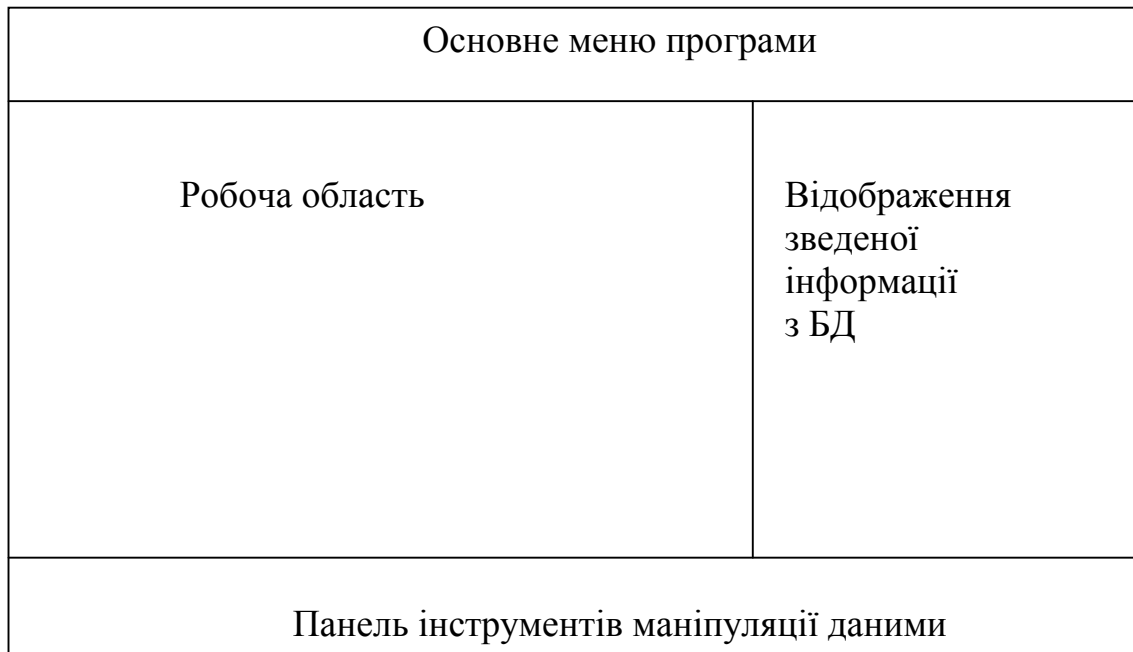 Основне меню програми
Робоча область
Відображення
зведеної
інформації
з БД
Панель інструментів маніпуляції даними